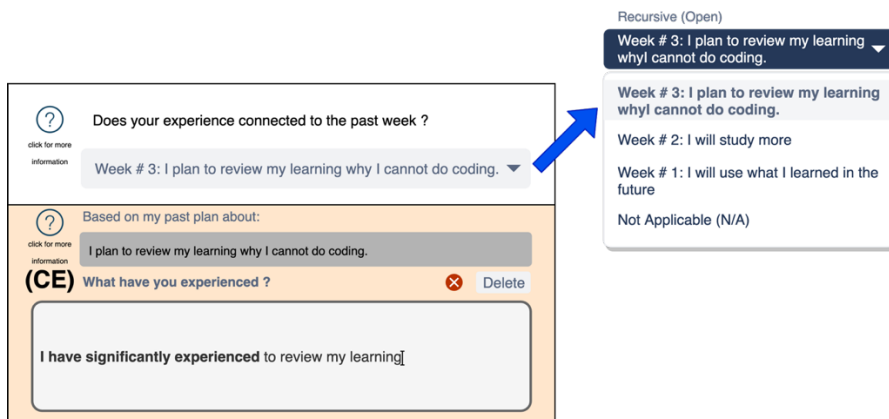 Recursive (Open)
Week # 3: I plan to review my learning
whyI cannot do coding.
Week # 3: I plan to review my learning
whyI cannot do coding.
Week # 2: I will study more
Week # 1: I will use what I learned in the
future
Not Applicable (N/A)
?
click for more
information
Does your experience connected to the past week ?
Week # 3: I plan to review my learning why I cannot do coding.
?
click for more
information
Based on my past plan about:
I plan to review my learning why I cannot do coding.
(CE) What have you experienced ?
Delete
I have significantly experienced to review my learning